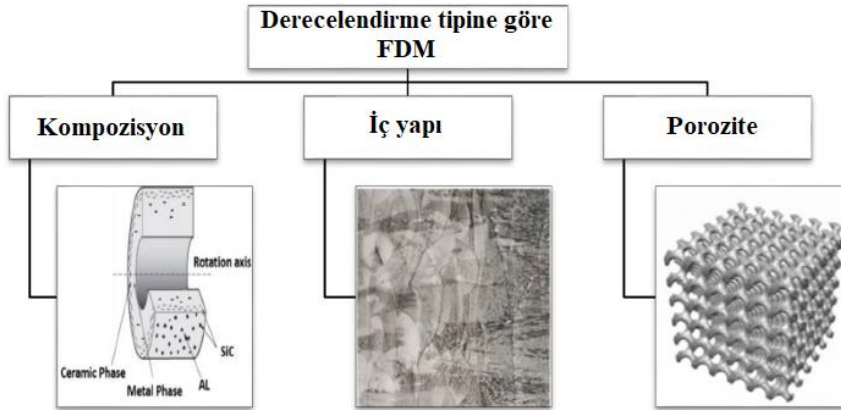 Derecelendirme tipine göre
FDM
Kompozisyon
İç yapı
Porozite
Rotation axis
SiC
Ceramic Phase
Metal Phase
AL